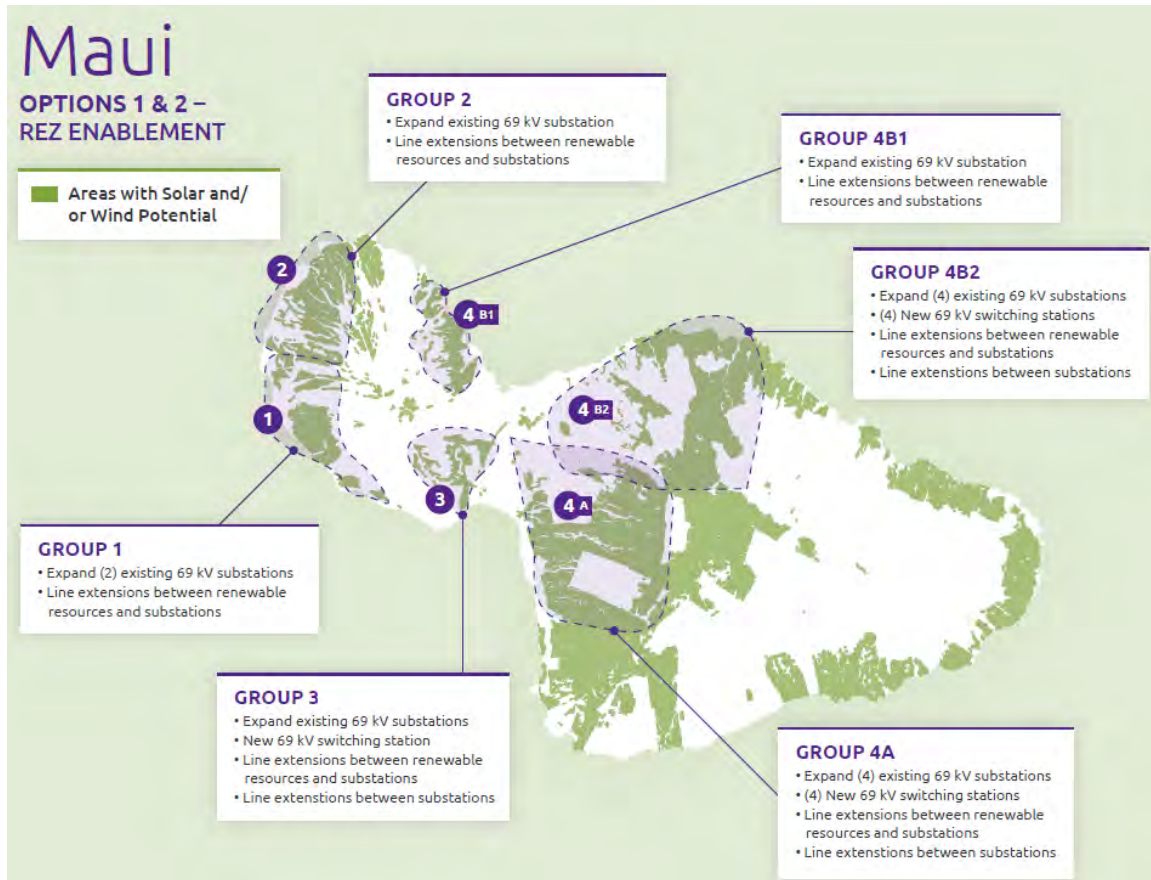 Maui
OPTIONS 1 & 2 –
REZ ENABLEMENT
Areas with Solar and/
or Wind Potential
GROUP 2
• Expand existing 69 kV substation
• Line extensions between renewable
resources and substations
GROUP 4B1
• Expand existing 69 kV substation
• Line extensions between renewable
resources and substations
GROUP 4B2
• Expand (4) existing 69 kV substations
• (4) New 69 kV switching stations
• Line extensions between renewable
resources and substations
• Line extenstions between substations
2
4 B1
1
4 B2
3
4 A
GROUP 1
• Expand (2) existing 69 kV substations
• Line extensions between renewable
resources and substations
GROUP 3
• Expand existing 69 kV substations
• New 69 kV switching station
• Line extensions between renewable
resources and substations
• Line extenstions between substations
GROUP 4A
• Expand (4) existing 69 kV substations
• (4) New 69 kV switching stations
• Line extensions between renewable
resources and substations
• Line extenstions between substations